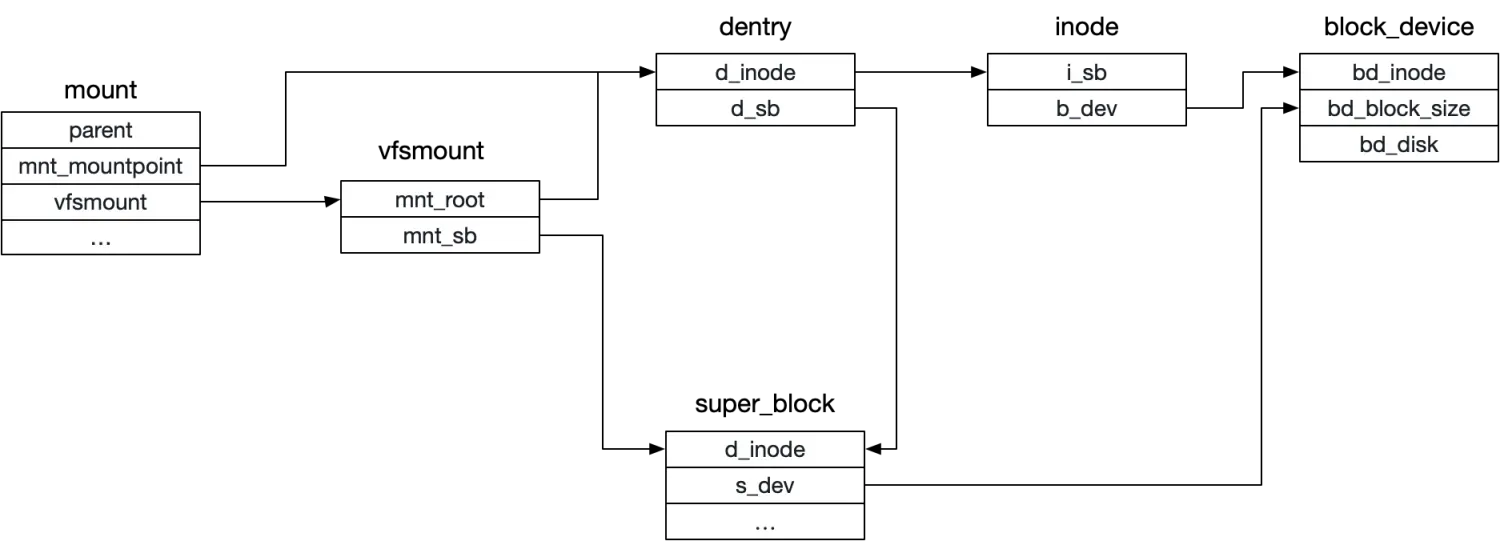 mount
parent
mnt_mountpoint
vfsmount
...
vfsmount
mnt_root
mnt_sb
dentry
d_inode
d_sb
inode
i_sb
b_dev
block_device
bd_inode
bd_block_size
bd_disk
super_block
d_inode
s_dev
...